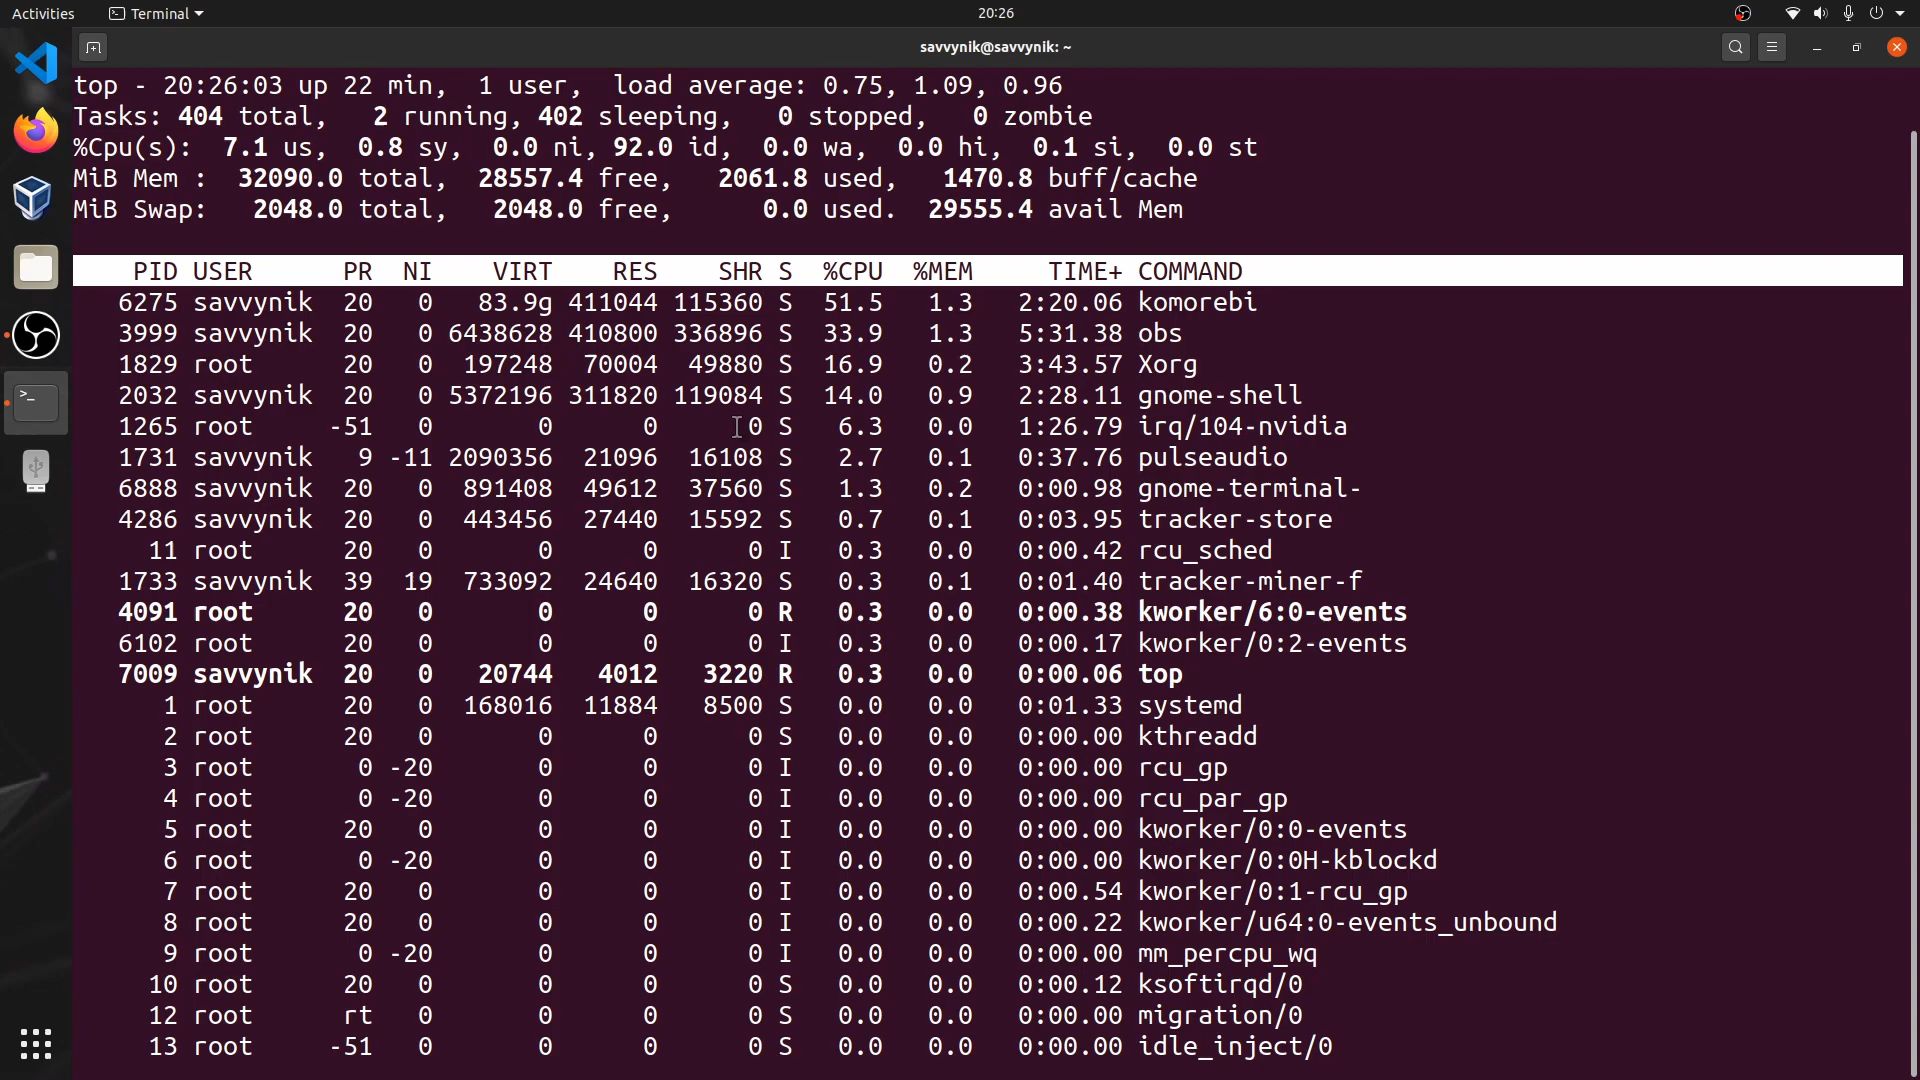 Activities Terminal 20:26
savvynik@savvynik: ~
top - 20:26:03 up 22 min,  1 user,  load average: 0.75, 1.09, 0.96
Tasks: 404 total,   2 running, 402 sleeping,   0 stopped,   0 zombie
%Cpu(s):  7.1 us,  0.8 sy,  0.0 ni, 92.0 id,  0.0 wa,  0.0 hi,  0.1 si,  0.0 st
MiB Mem :  32090.0 total,  28557.4 free,   2061.8 used,   1470.8 buff/cache
MiB Swap:   2048.0 total,   2048.0 free,      0.0 used.  29555.4 avail Mem
PID USER PR NI VIRT RES SHR S %CPU %MEM TIME+ COMMAND
6275 savvynik 20 0 83.9g 411044 115360 S 51.5 1.3 2:20.06 komorebi
3999 savvynik 20 0 6438628 410800 336896 S 33.9 1.3 5:31.38 obs
1829 root 20 0 197248 70004 49880 S 16.9 0.2 3:43.57 Xorg
2032 savvynik 20 0 5372196 311820 119084 S 14.0 0.9 2:28.11 gnome-shell
1265 root -51 0 0 0 0 S 6.3 0.0 1:26.79 irq/104-nvidia
1731 savvynik 9 -11 2090356 21096 16108 S 2.7 0.1 0:37.76 pulseaudio
6888 savvynik 20 0 891408 49612 37560 S 1.3 0.2 0:00.98 gnome-terminal-
4286 savvynik 20 0 443456 27440 15592 S 0.7 0.1 0:03.95 tracker-store
11 root 20 0 0 0 0 I 0.3 0.0 0:00.42 rcu_sched
1733 savvynik 39 19 733092 24640 16320 S 0.3 0.1 0:01.40 tracker-miner-f
4091 root 20 0 0 0 0 R 0.3 0.0 0:00.38 kworker/6:0-events
6102 root 20 0 0 0 0 I 0.3 0.0 0:00.17 kworker/0:2-events
7009 savvynik 20 0 20744 4012 3220 R 0.3 0.0 0:00.06 top
1 root 20 0 168016 11884 8500 S 0.0 0.0 0:01.33 systemd
2 root 20 0 0 0 0 S 0.0 0.0 0:00.00 kthreadd
3 root 0 -20 0 0 0 I 0.0 0.0 0:00.00 rcu_gp
4 root 0 -20 0 0 0 I 0.0 0.0 0:00.00 rcu_par_gp
5 root 20 0 0 0 0 I 0.0 0.0 0:00.00 kworker/0:0-events
6 root 0 -20 0 0 0 I 0.0 0.0 0:00.00 kworker/0:0H-kblockd
7 root 20 0 0 0 0 I 0.0 0.0 0:00.54 kworker/0:1-rcu_gp
8 root 20 0 0 0 0 I 0.0 0.0 0:00.22 kworker/u64:0-events_unbound
9 root 0 -20 0 0 0 I 0.0 0.0 0:00.00 mm_percpu_wq
10 root 20 0 0 0 0 S 0.0 0.0 0:00.12 ksoftirqd/0
12 root rt 0 0 0 0 S 0.0 0.0 0:00.00 migration/0
13 root -51 0 0 0 0 S 0.0 0.0 0:00.00 idle_inject/0